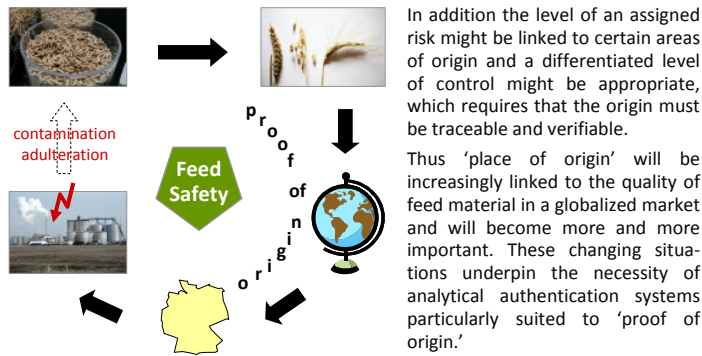 contamination
adulteration
Feed
Safety
proof of origin
In addition the level of an assigned
risk might be linked to certain areas
of origin and a differentiated level
of control might be appropriate,
which requires that the origin must
be traceable and verifiable.
Thus ‘place of origin’ will be
increasingly linked to the quality of
feed material in a globalized market
and will become more and more
important. These changing situa-
tions underpin the necessity of
analytical authentication systems
particularly suited to ‘proof of
origin.’